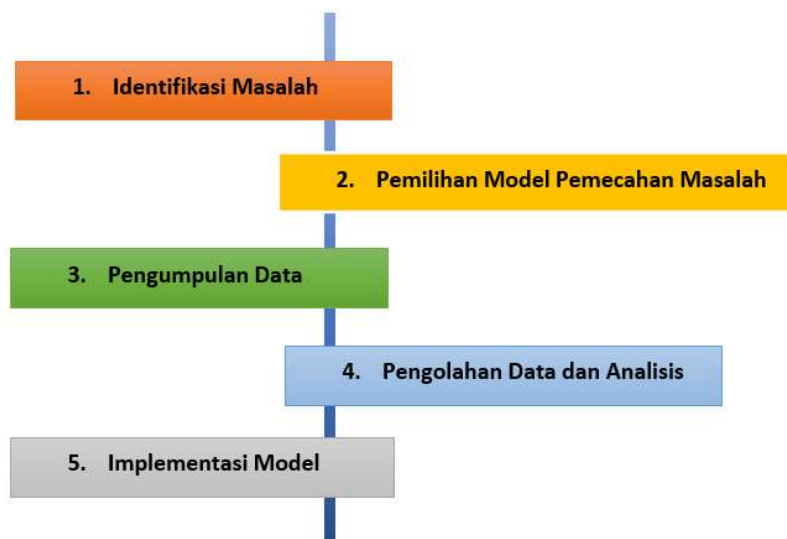 1. Identifikasi Masalah
2. Pemilihan Model Pemecahan Masalah
3. Pengumpulan Data
4. Pengolahan Data dan Analisis
5. Implementasi Model